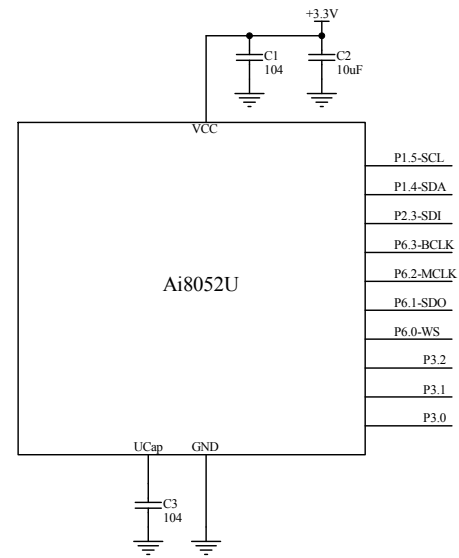 +3.3V
C1
104
C2
10uF
VCC
P1.5-SCL
P1.4-SDA
P2.3-SDI
P6.3-BCLK
P6.2-MCLK
Ai8052U
P6.1-SDO
P6.0-WS
P3.2
P3.1
P3.0
UCap
GND
C3
104